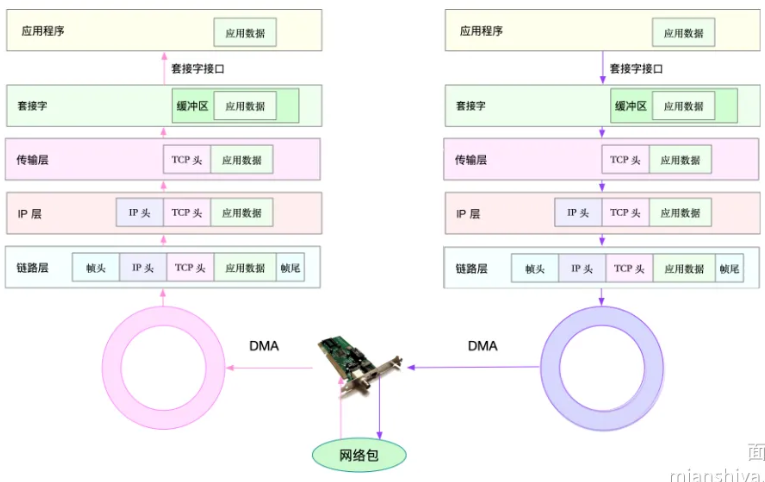 应用程序 应用数据
套接字接口
套接字 缓冲区 应用数据
传输层 TCP 头 应用数据
IP 层 IP 头 TCP 头 应用数据
链路层 帧头 IP 头 TCP 头 应用数据 帧尾
应用程序 应用数据
套接字接口
套接字 缓冲区 应用数据
传输层 TCP 头 应用数据
IP 层 IP 头 TCP 头 应用数据
链路层 帧头 IP 头 TCP 头 应用数据 帧尾
DMA
DMA
网络包
面
mianshiya.